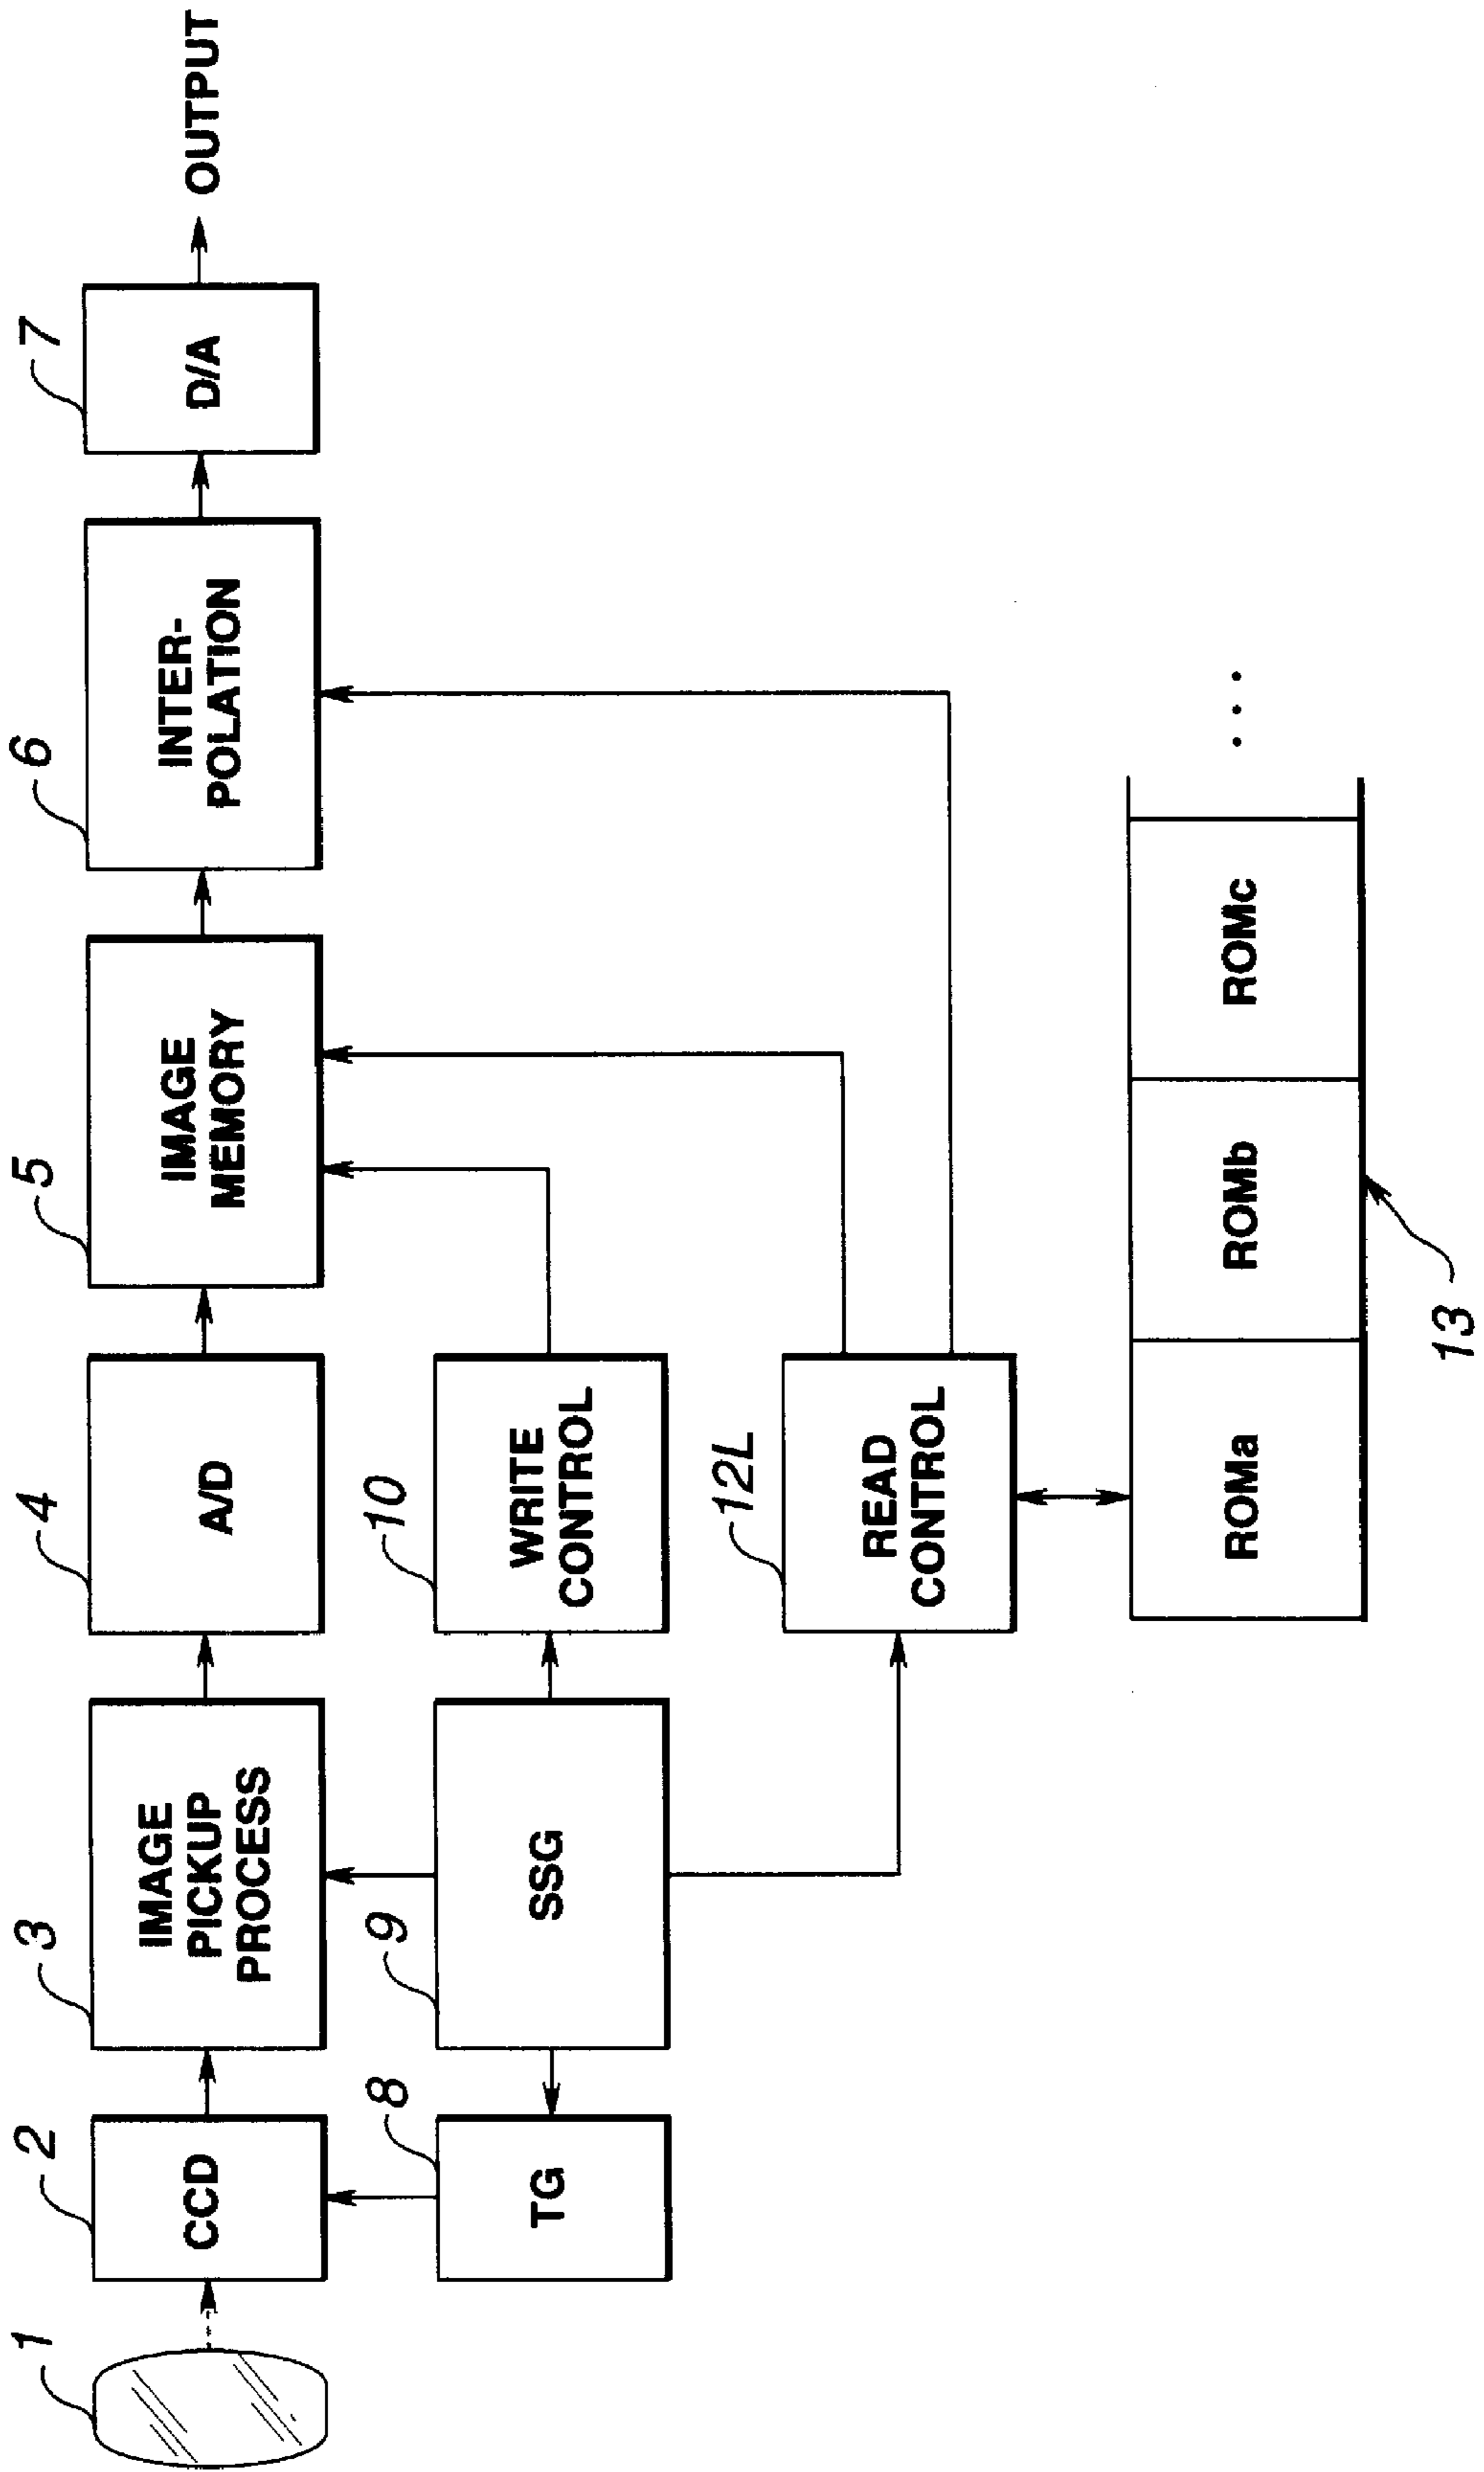 1
2
CCD
3
IMAGE
PICKUP
PROCESS
4
A/D
5
IMAGE
MEMORY
6
INTER-
POLATION
7
D/A
OUTPUT
8
TG
9
SSG
10
WRITE
CONTROL
12L
READ
CONTROL
ROMa
ROMb
ROMc
...
13